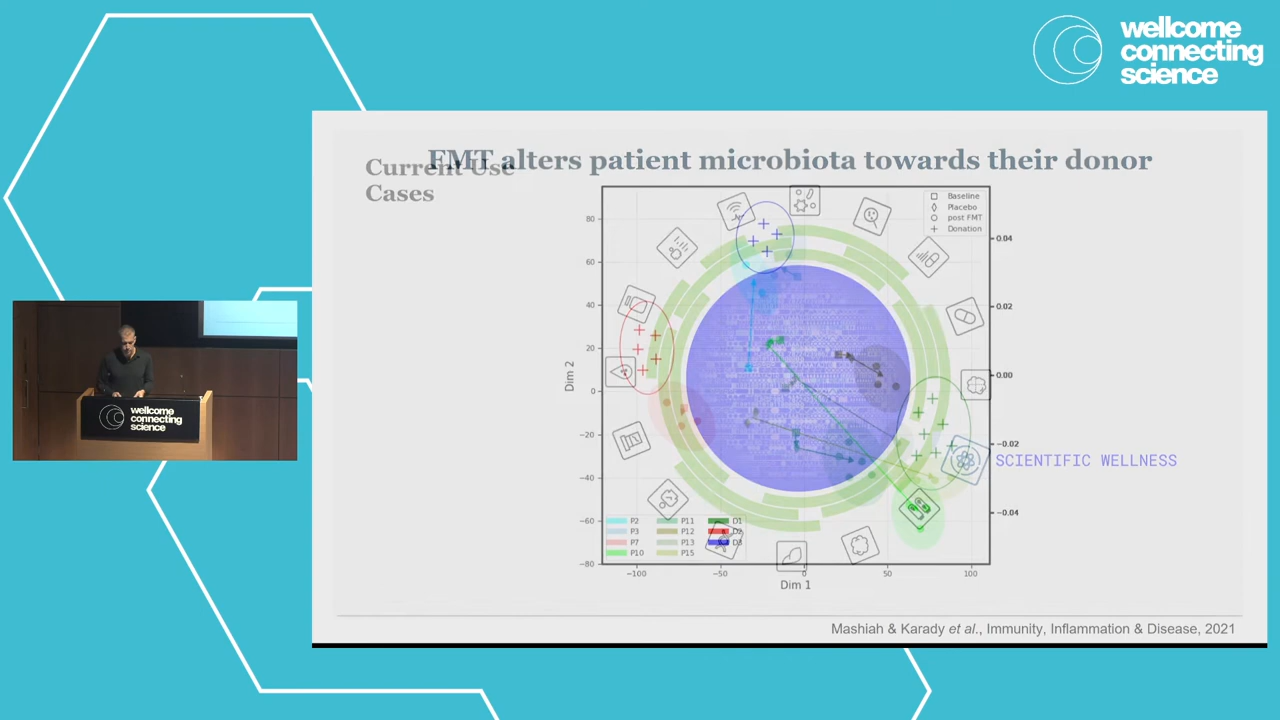 wellcome
connecting
science
Current Use
Cases
FMT alters patient microbiota towards their donor
Baseline
Placebo
post FMT
Donation
80
60
40
20
0
−20
−40
−60
−80
Dim 2
0.04
0.02
0.00
−0.02
−0.04
SCIENTIFIC WELLNESS
P2
P3
P7
P10
P11
P12
P13
P15
D1
D2
D3
−100
−50
0
50
100
Dim 1
Mashiah & Karady et al., Immunity, Inflammation & Disease, 2021
wellcome
connecting
science